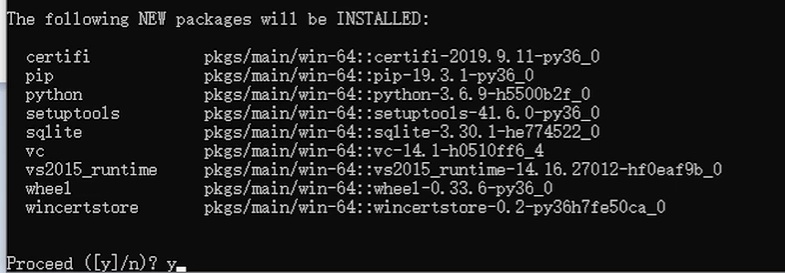 The following NEW packages will be INSTALLED:
certifi pkgs/main/win-64::certifi-2019.9.11-py36_0
pip pkgs/main/win-64::pip-19.3.1-py36_0
python pkgs/main/win-64::python-3.6.9-h5500b2f_0
setuptools pkgs/main/win-64::setuptools-41.6.0-py36_0
sqlite pkgs/main/win-64::sqlite-3.30.1-he774522_0
vc pkgs/main/win-64::vc-14.1-h0510ff6_4
vs2015_runtime pkgs/main/win-64::vs2015_runtime-14.16.27012-hf0eaf9b_0
wheel pkgs/main/win-64::wheel-0.33.6-py36_0
wincertstore pkgs/main/win-64::wincertstore-0.2-py36h7fe50ca_0
Proceed ([y]/n)? y